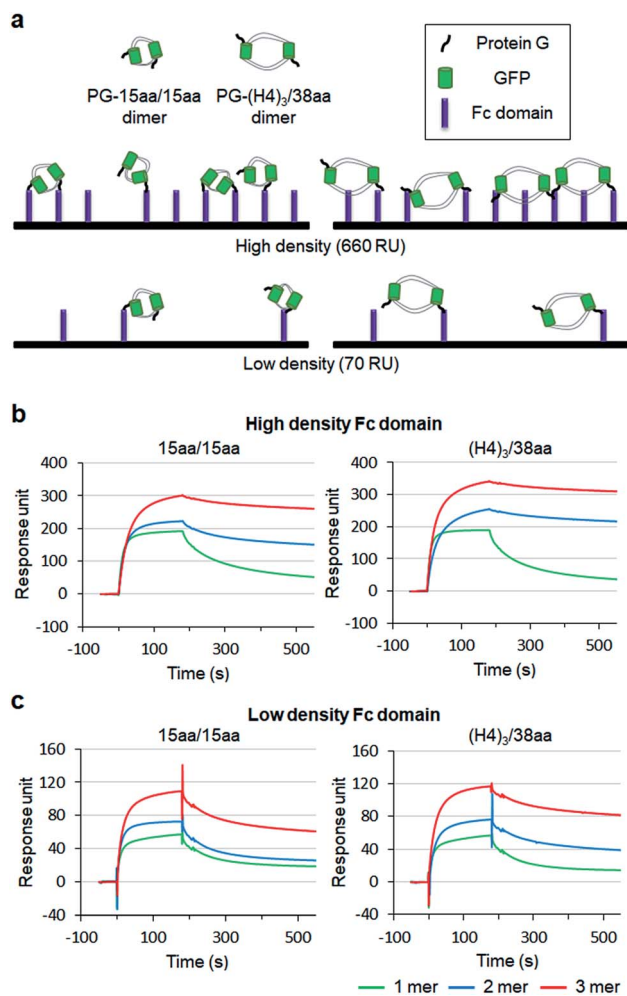 a
Protein G
GFP
Fc domain
PG-15aa/15aa
dimer
PG-(H4)₃/38aa
dimer
High density (660 RU)
Low density (70 RU)
b
High density Fc domain
15aa/15aa
(H4)₃/38aa
Response unit
400
300
200
100
0
-100
-100
100
300
500
Time (s)
Response unit
400
300
200
100
0
-100
-100
100
300
500
Time (s)
c
Low density Fc domain
15aa/15aa
(H4)₃/38aa
Response unit
160
120
80
40
0
-40
-100
100
300
500
Time (s)
Response unit
160
120
80
40
0
-40
-100
100
300
500
Time (s)
1 mer
2 mer
3 mer